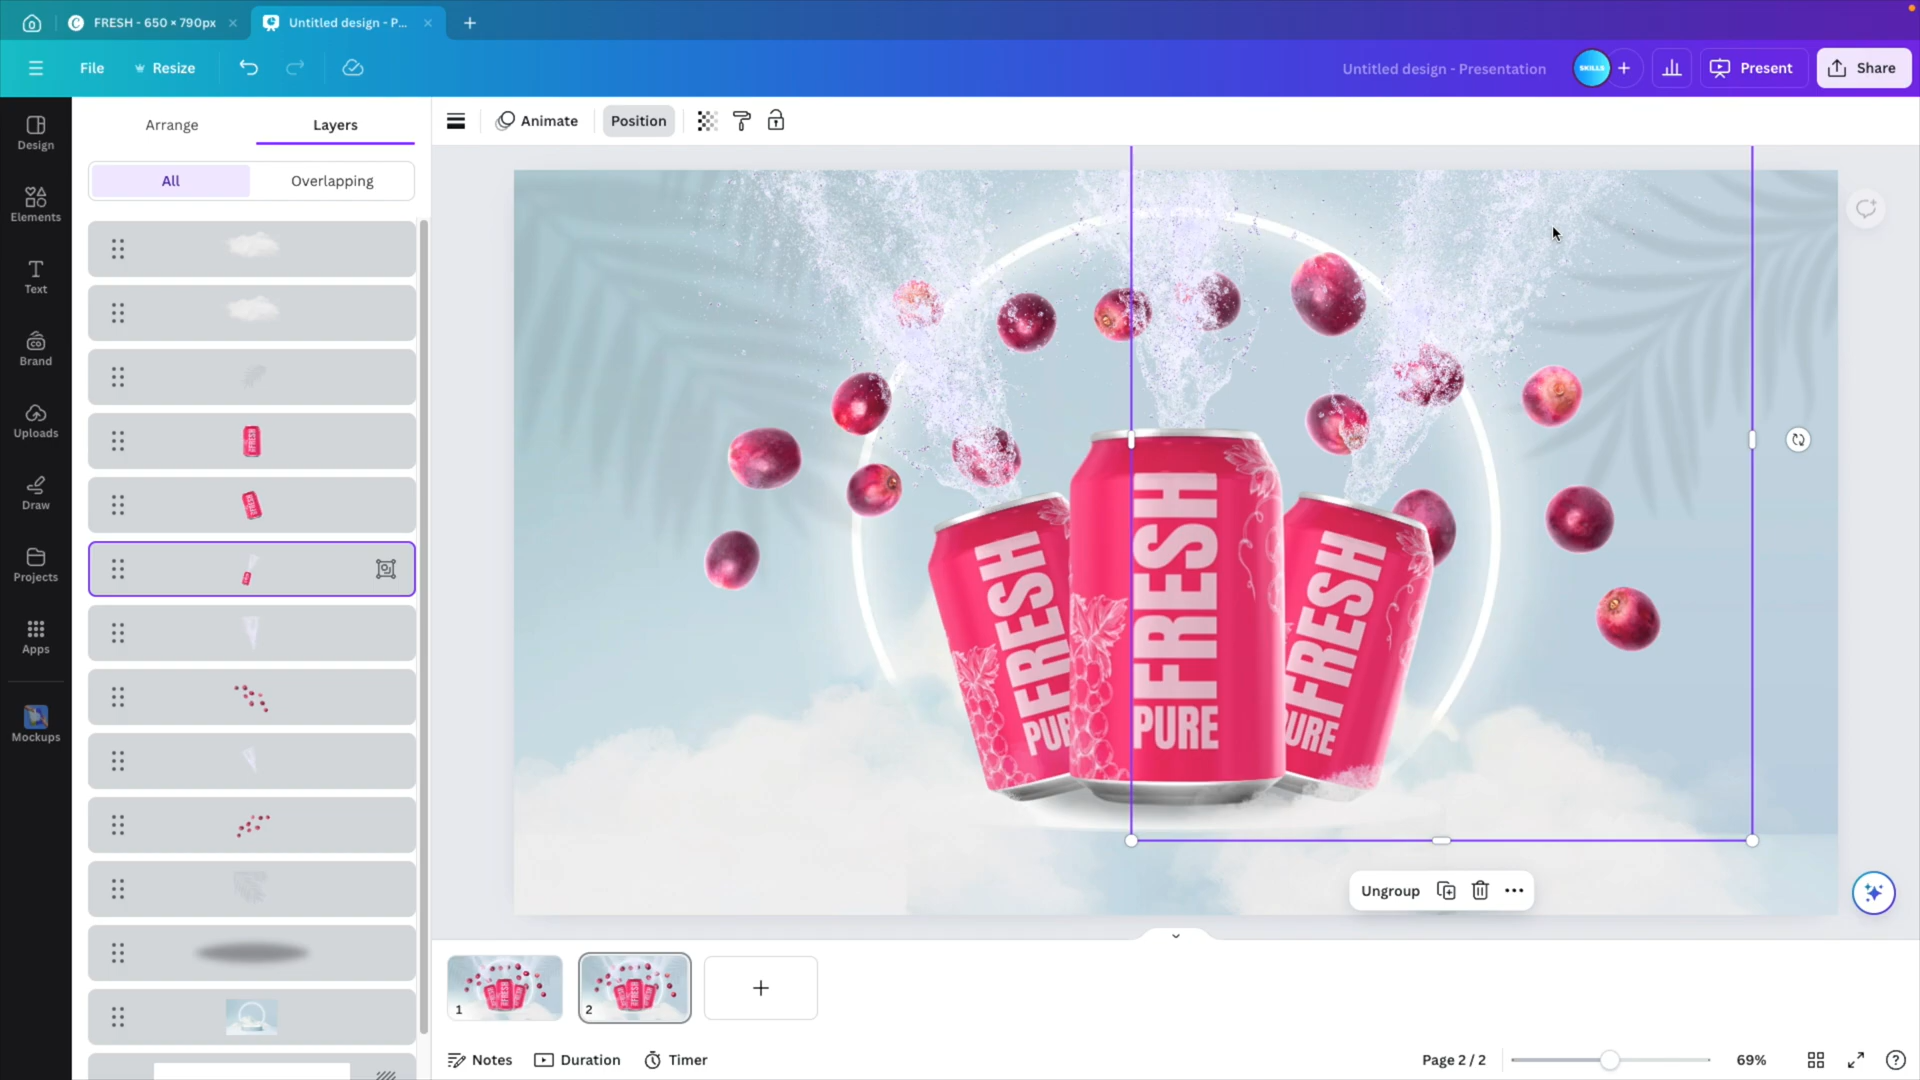 FRESH - 650 × 790px
Untitled design - P...
File
Resize
Untitled design - Presentation
SKILLS
Present
Share
Design
Elements
Text
Brand
Uploads
Draw
Projects
Apps
Mockups
Arrange
Layers
All
Overlapping
Animate
Position
FRESH
PUR
FRESH
PURE
FRESH
URE
Ungroup
1
2
Notes
Duration
Timer
Page 2 / 2
69%